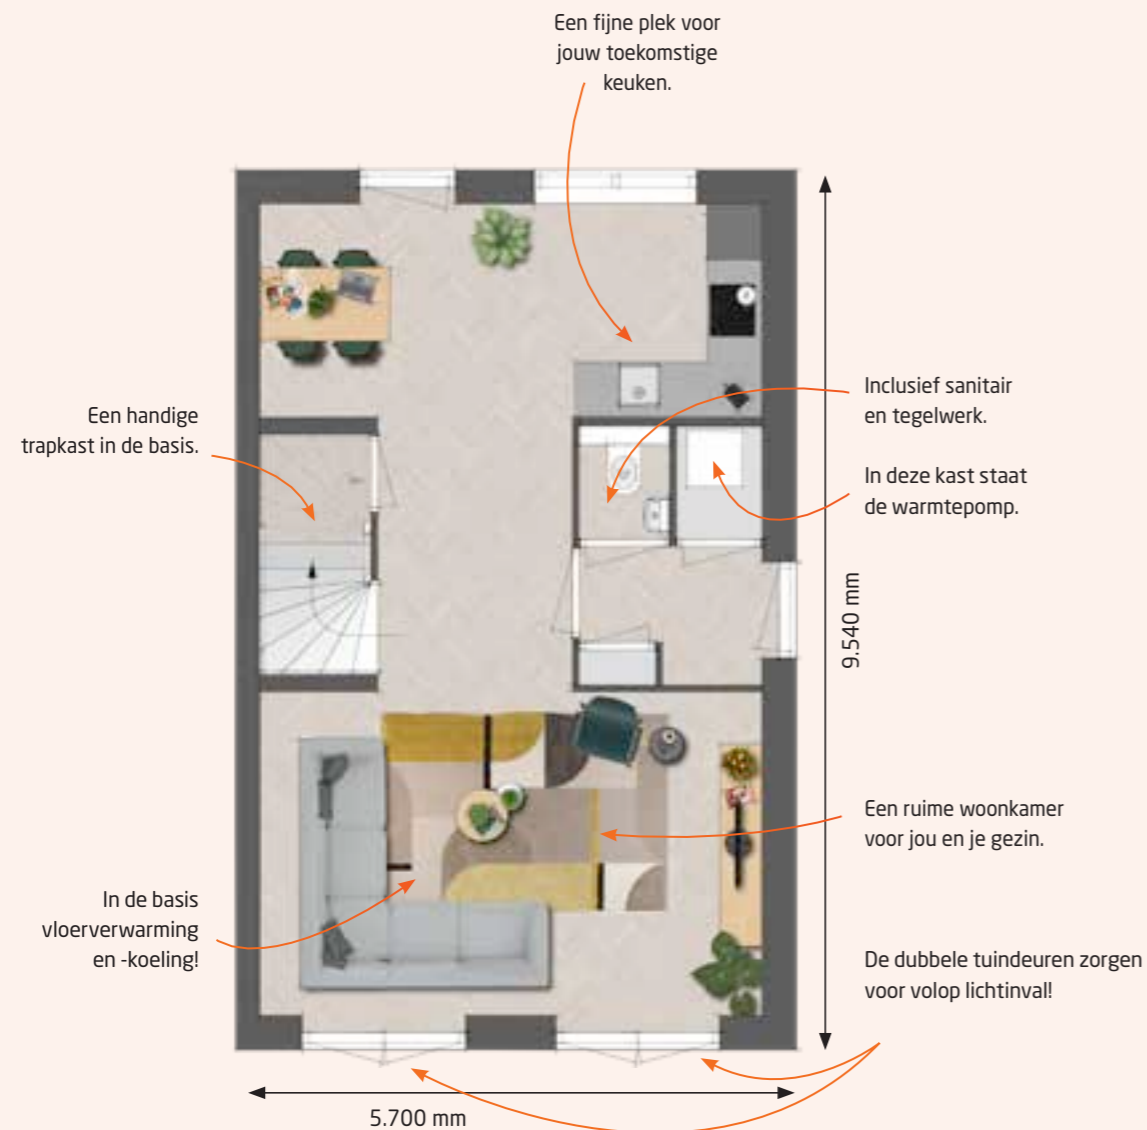 Een fijne plek voor
jouw toekomstige
keuken.
Een handige
trapkast in de basis.
Inclusief sanitair
en tegelwerk.
In deze kast staat
de warmtepomp.
9.540 mm
Een ruime woonkamer
voor jou en je gezin.
In de basis
vloerverwarming
en -koeling!
De dubbele tuindeuren zorgen
voor volop lichtinval!
5.700 mm